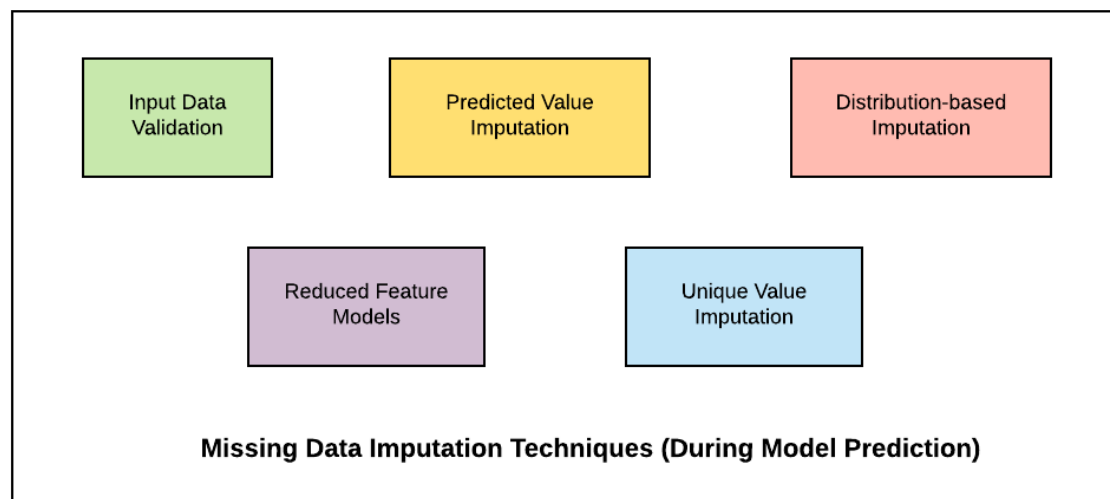 Input Data
Validation
Predicted Value
Imputation
Distribution-based
Imputation
Reduced Feature
Models
Unique Value
Imputation
Missing Data Imputation Techniques (During Model Prediction)